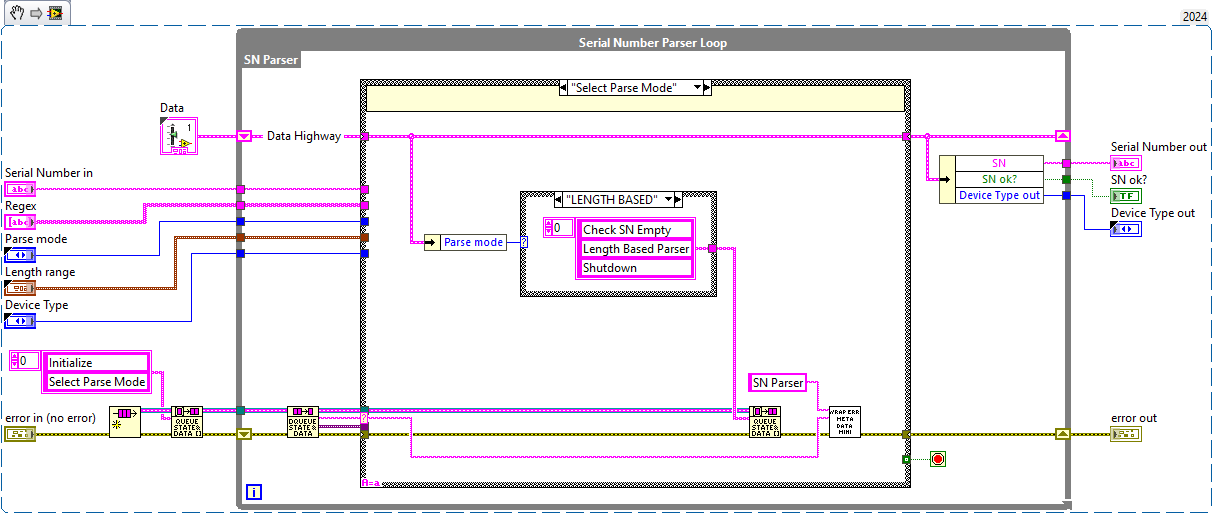 2024
Serial Number Parser Loop
SN Parser
"Select Parse Mode"
Data
1
Data Highway
Serial Number in
abc
Regex
[abc]
Parse mode
Length range
Device Type
"LENGTH BASED"
0
Check SN Empty
Length Based Parser
Shutdown
Parse mode
?
SN
SN ok?
Device Type out
Serial Number out
abc
SN ok?
TF
Device Type out
0
Initialize
Select Parse Mode
SN Parser
error in (no error)
QUEUE
STATE&
DATA []
DQUEUE
STATE&
DATA
?
QUEUE
STATE&
DATA []
WRAP ERR
META
DATA
MINI
error out
A=a
i